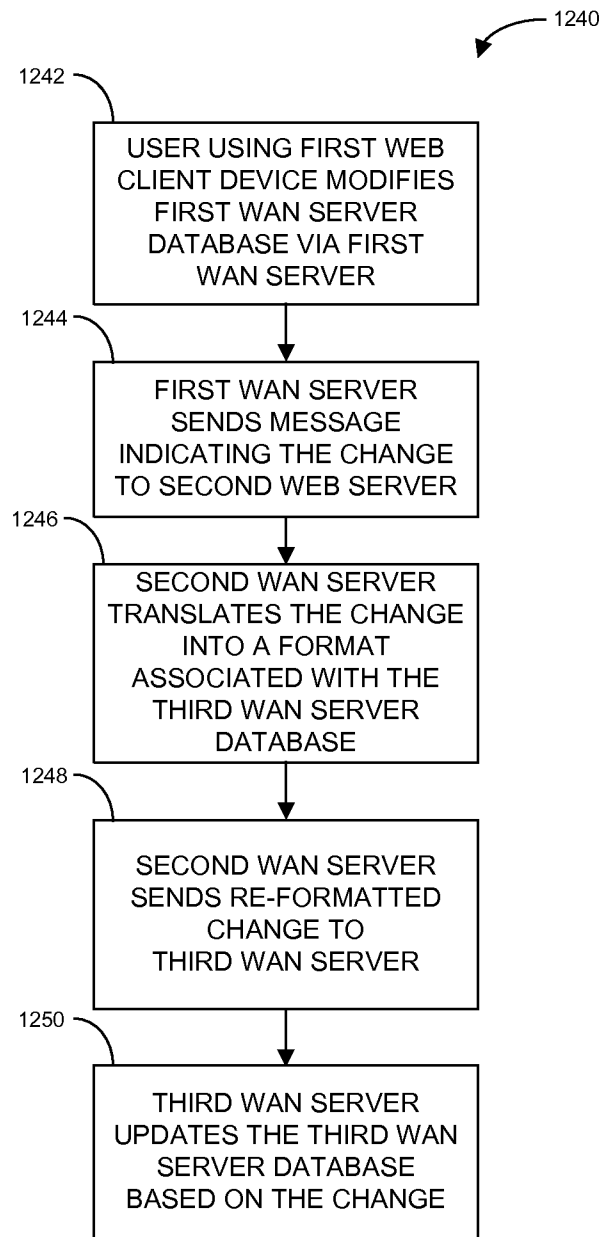 1240
1242
USER USING FIRST WEB
CLIENT DEVICE MODIFIES
FIRST WAN SERVER
DATABASE VIA FIRST
WAN SERVER
1244
FIRST WAN SERVER
SENDS MESSAGE
INDICATING THE CHANGE
TO SECOND WEB SERVER
1246
SECOND WAN SERVER
TRANSLATES THE CHANGE
INTO A FORMAT
ASSOCIATED WITH THE
THIRD WAN SERVER
DATABASE
1248
SECOND WAN SERVER
SENDS RE-FORMATTED
CHANGE TO
THIRD WAN SERVER
1250
THIRD WAN SERVER
UPDATES THE THIRD WAN
SERVER DATABASE
BASED ON THE CHANGE